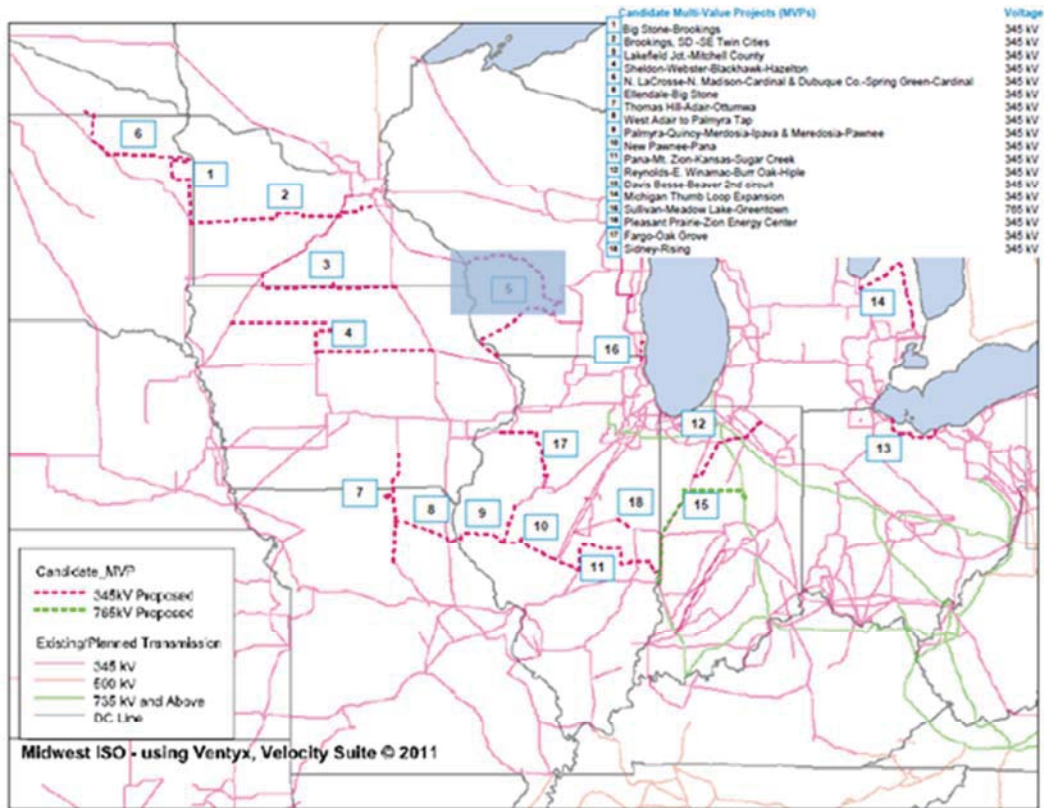 Candidate Multi-Value Projects (MVPs) Voltage
1 Big Stone-Brookings 345 kV
2 Brookings, SD -SE Twin Cities 345 kV
3 Lakefield Jct.-Mitchell County 345 kV
4 Sheldon-Webster-Blackhawk-Hazelton 345 kV
5 N. LaCrosse-N. Madison-Cardinal & Dubuque Co.-Spring Green-Cardinal 345 kV
6 Ellendale-Big Stone 345 kV
7 Thomas Hill-Adair-Ottumwa 345 kV
8 West Adair to Palmyra Tap 345 kV
9 Palmyra-Quincy-Merdosia-Ipava & Meredosia-Pawnee 345 kV
10 New Pawnee-Pana 345 kV
11 Pana-Mt. Zion-Kansas-Sugar Creek 345 kV
12 Reynolds-E. Winamac-Burr Oak-Hiple 345 kV
13 Davis Besse-Beaver 2nd circuit 345 kV
14 Michigan Thumb Loop Expansion 345 kV
15 Sullivan-Meadow Lake-Greentown 765 kV
16 Pleasant Prairie-Zion Energy Center 345 kV
17 Fargo-Oak Grove 345 kV
18 Sidney-Rising 345 kV
6
1
2
3
5
14
4
16
12
17
13
7
8
9
10
18
15
11
Candidate_MVP
345kV Proposed
765kV Proposed
Existing/Planned Transmission
345 kV
500 kV
735 kV and Above
DC Line
Midwest ISO - using Ventyx, Velocity Suite © 2011